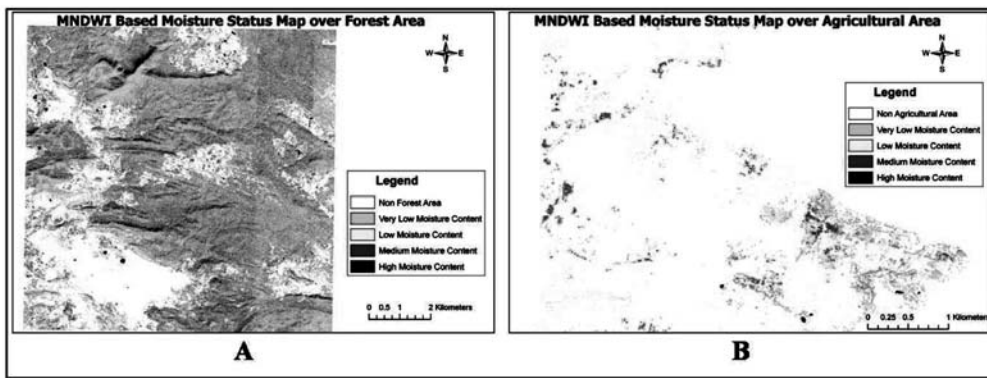 MNDWI Based Moisture Status Map over Forest Area
N
W E
S
Legend
Non Forest Area
Very Low Moisture Content
Low Moisture Content
Medium Moisture Content
High Moisture Content
0 0.5 1 2 Kilometers
A
MNDWI Based Moisture Status Map over Agricultural Area
N
W E
S
Legend
Non Agricultural Area
Very Low Moisture Content
Low Moisture Content
Medium Moisture Content
High Moisture Content
0 0.25 0.5 1 Kilometers
B